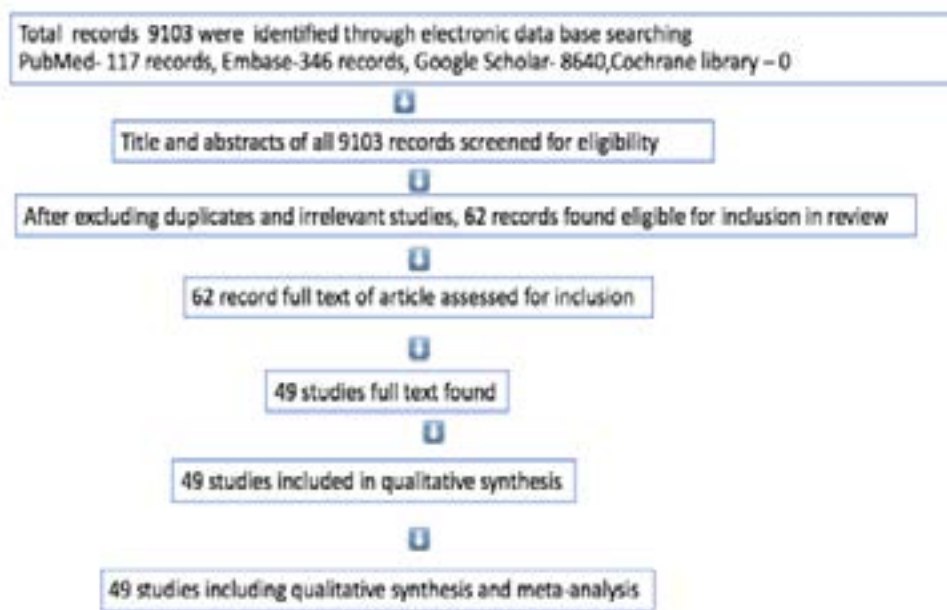 Total records 9103 were identified through electronic data base searching
PubMed- 117 records, Embase-346 records, Google Scholar- 8640,Cochrane library – 0
Title and abstracts of all 9103 records screened for eligibility
After excluding duplicates and irrelevant studies, 62 records found eligible for inclusion in review
62 record full text of article assessed for inclusion
49 studies full text found
49 studies included in qualitative synthesis
49 studies including qualitative synthesis and meta-analysis